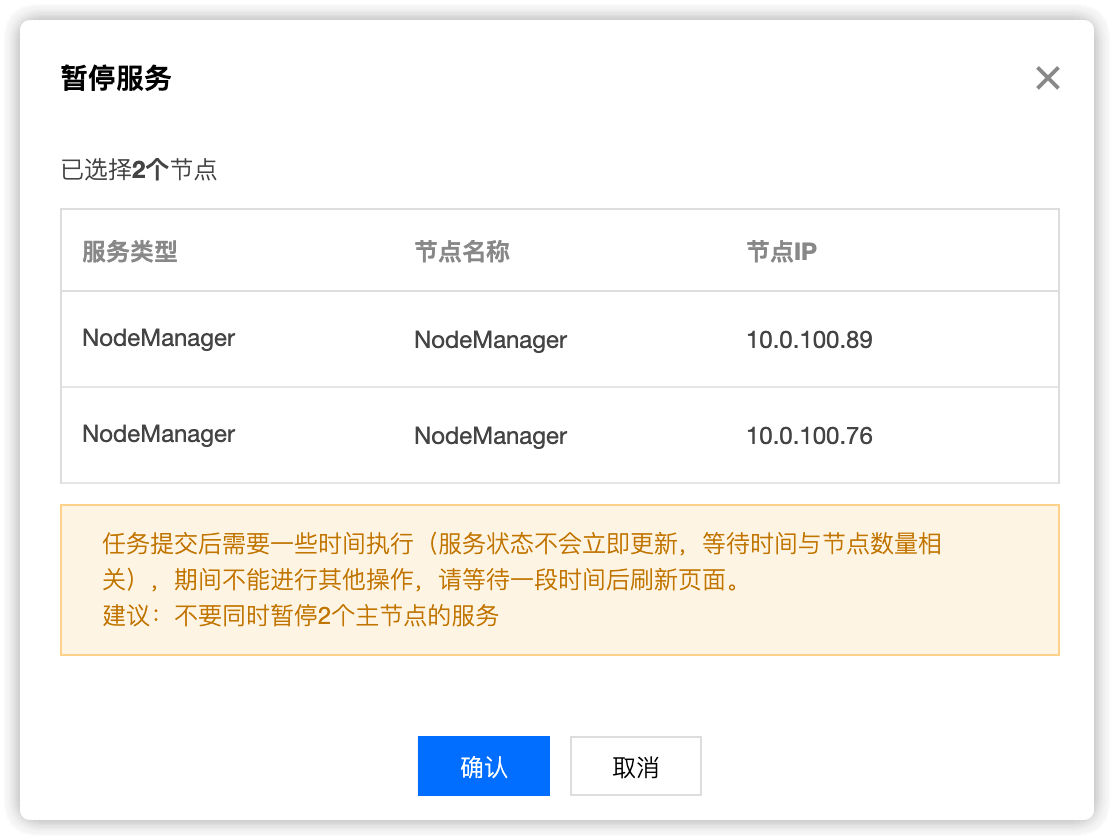 暂停服务
已选择2个节点
服务类型 节点名称 节点IP
NodeManager NodeManager 10.0.100.89
NodeManager NodeManager 10.0.100.76
任务提交后需要一些时间执行（服务状态不会立即更新，等待时间与节点数量相
关），期间不能进行其他操作，请等待一段时间后刷新页面。
建议：不要同时暂停2个主节点的服务
确认 取消